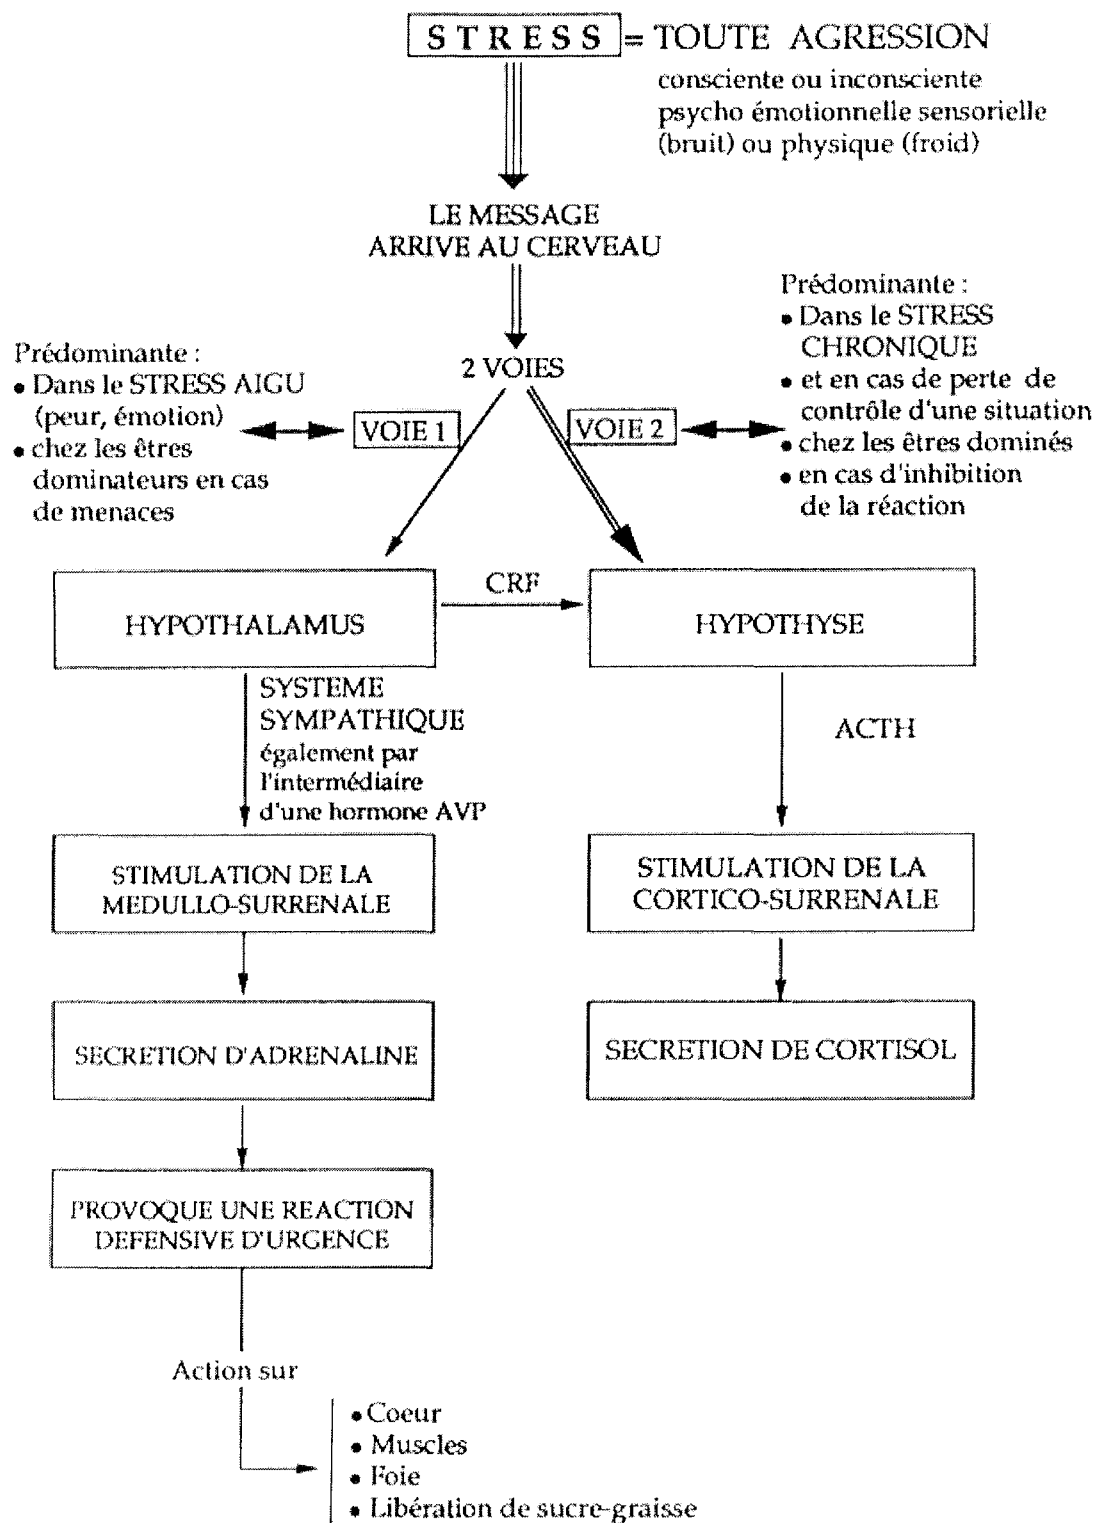 STRESS = TOUTE AGRESSION
consciente ou inconsciente
psycho émotionnelle sensorielle
(bruit) ou physique (froid)
LE MESSAGE
ARRIVE AU CERVEAU
2 VOIES
Prédominante :
• Dans le STRESS AIGU
(peur, émotion)
• chez les êtres
dominateurs en cas
de menaces
VOIE 1
VOIE 2
Prédominante :
• Dans le STRESS
CHRONIQUE
• et en cas de perte de
contrôle d'une situation
• chez les êtres dominés
• en cas d'inhibition
de la réaction
HYPOTHALAMUS
CRF
HYPOTHYSE
SYSTEME
SYMPATHIQUE
également par
l'intermédiaire
d'une hormone AVP
ACTH
STIMULATION DE LA
MEDULLO-SURRENALE
STIMULATION DE LA
CORTICO-SURRENALE
SECRETION D'ADRENALINE
SECRETION DE CORTISOL
PROVOQUE UNE REACTION
DEFENSIVE D'URGENCE
Action sur
• Coeur
• Muscles
• Foie
• Libération de sucre-graisse